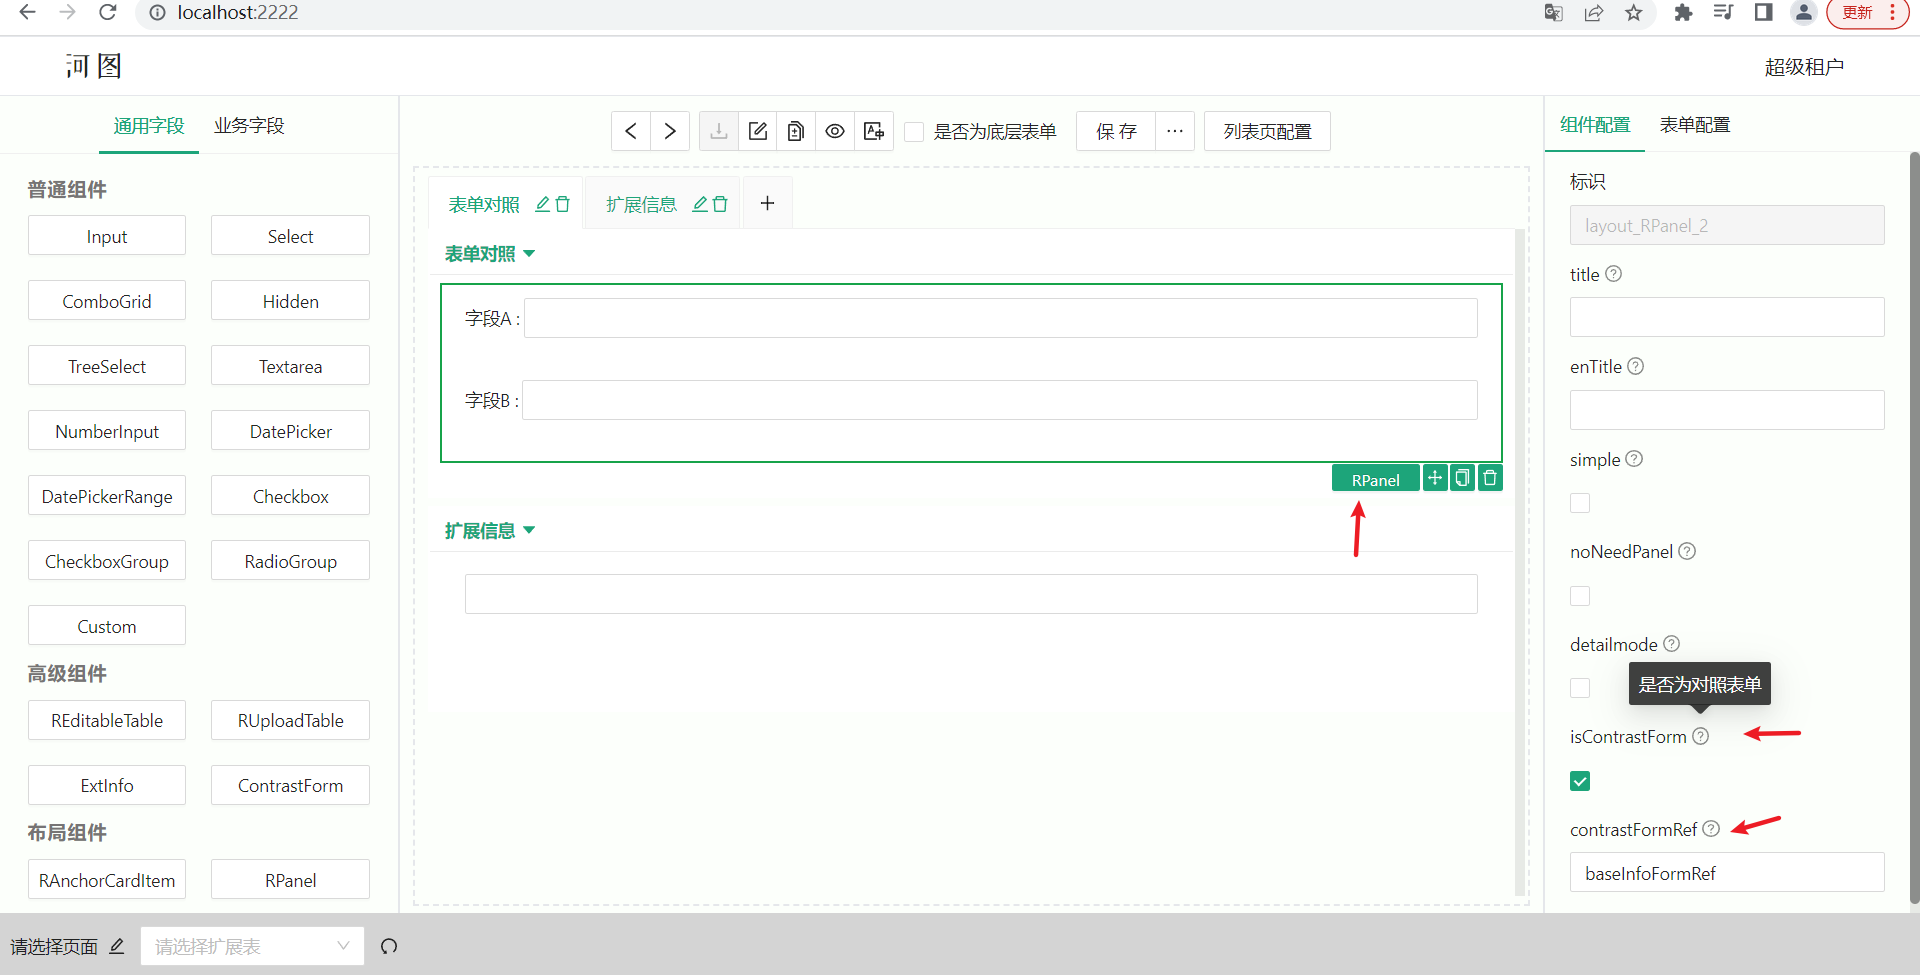 localhost:2222
更新
河图
超级租户
通用字段
业务字段
普通组件
Input
Select
ComboGrid
Hidden
TreeSelect
Textarea
NumberInput
DatePicker
DatePickerRange
Checkbox
CheckboxGroup
RadioGroup
Custom
高级组件
REditableTable
RUploadTable
ExtInfo
ContrastForm
布局组件
RAnchorCardItem
RPanel
是否为底层表单
保 存
列表页配置
表单对照
扩展信息
表单对照
字段A :
字段B :
RPanel
扩展信息
组件配置
表单配置
标识
layout_RPanel_2
title
enTitle
simple
noNeedPanel
detailmode
是否为对照表单
isContrastForm
contrastFormRef
baseInfoFormRef
请选择页面
请选择扩展表